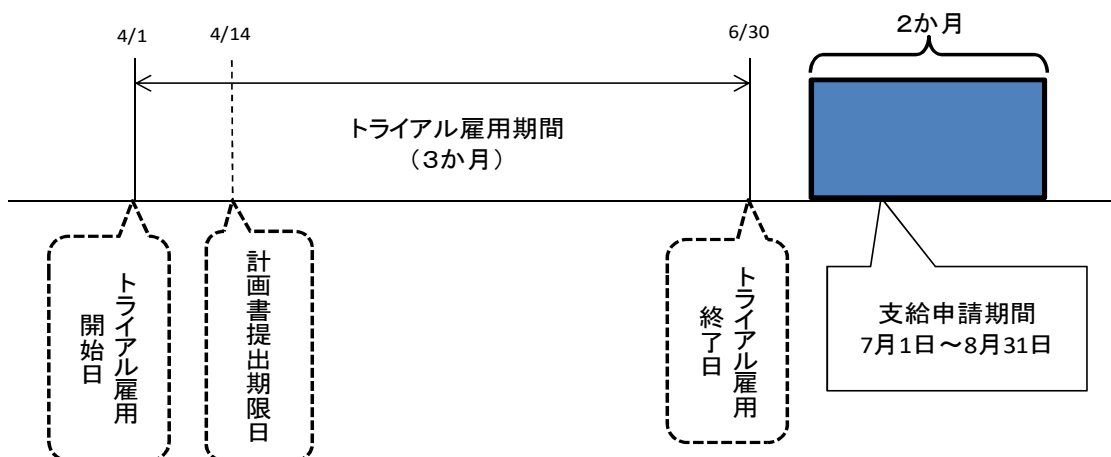 4/1
4/14
6/30
2か月
トライアル雇用期間
（3か月）
トライアル雇用
開始日
計画書提出期限日
トライアル雇用
終了日
支給申請期間
7月1日～8月31日